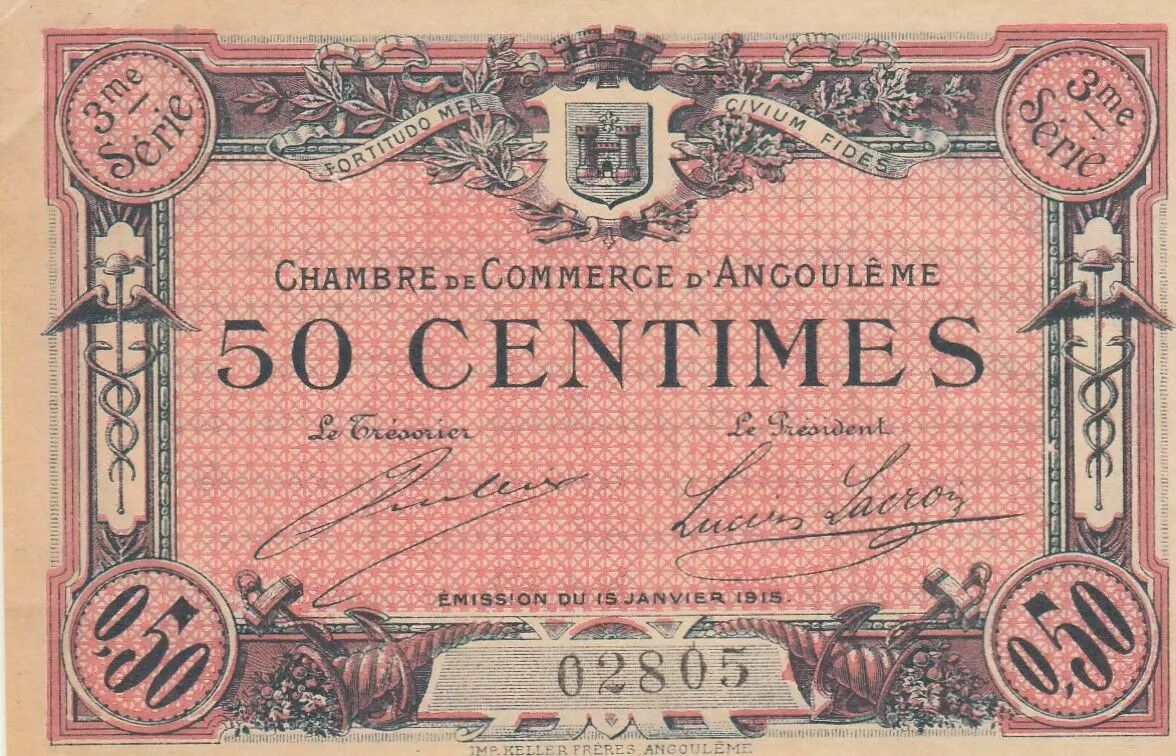 3me Série
FORTITUDO MEA
CIVIUM FIDES
3me Série
CHAMBRE DE COMMERCE D'ANGOULÊME
50 CENTIMES
Le Trésorier
Le Président
Lucien Lacroix
ÉMISSION DU 15 JANVIER 1915.
0,50
02805
0,50
IMP. KELLER FRÈRES ANGOULÊME